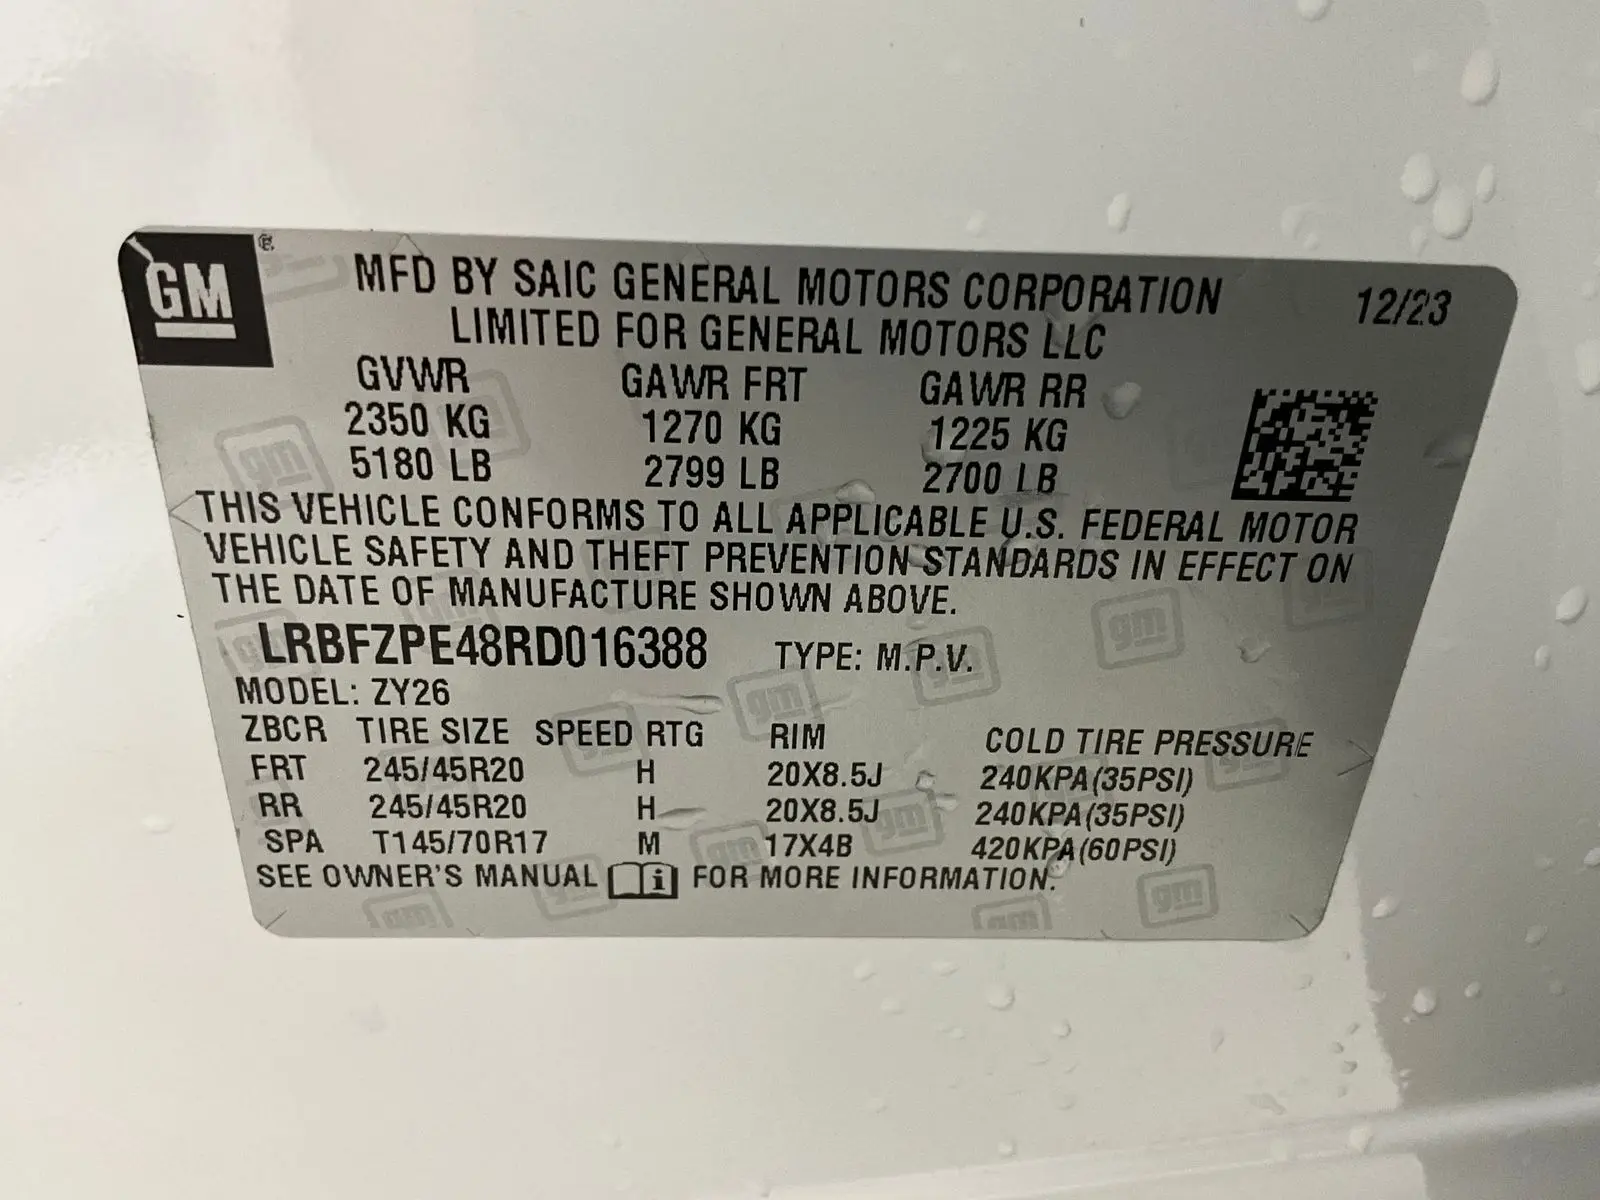 GM
MFD BY SAIC GENERAL MOTORS CORPORATION 12/23
LIMITED FOR GENERAL MOTORS LLC
GVWR GAWR FRT GAWR RR
2350 KG 1270 KG 1225 KG
5180 LB 2799 LB 2700 LB
THIS VEHICLE CONFORMS TO ALL APPLICABLE U.S. FEDERAL MOTOR
VEHICLE SAFETY AND THEFT PREVENTION STANDARDS IN EFFECT ON
THE DATE OF MANUFACTURE SHOWN ABOVE.
LRBFZPE48RD016388 TYPE: M.P.V.
MODEL: ZY26
ZBCR TIRE SIZE SPEED RTG RIM COLD TIRE PRESSURE
FRT 245/45R20 H 20X8.5J 240KPA(35PSI)
RR 245/45R20 H 20X8.5J 240KPA(35PSI)
SPA T145/70R17 M 17X4B 420KPA(60PSI)
SEE OWNER'S MANUAL i FOR MORE INFORMATION.